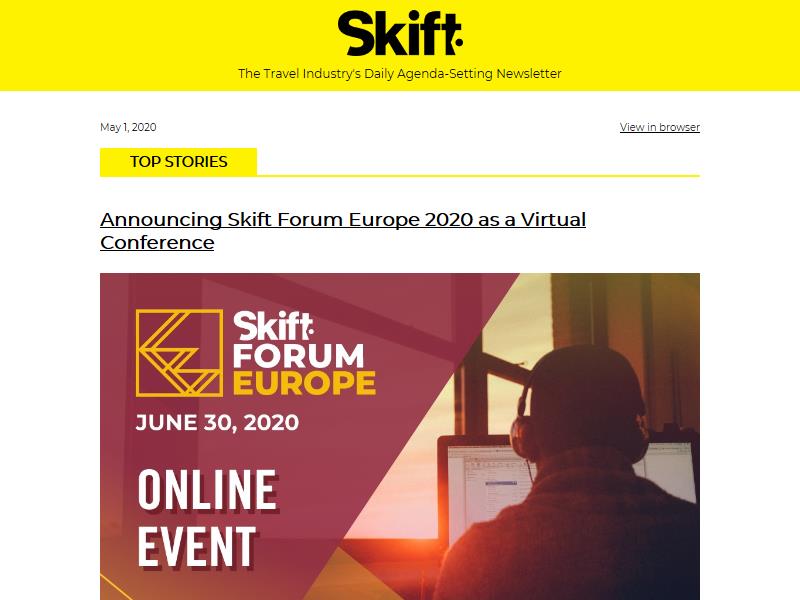 Skift
The Travel Industry's Daily Agenda-Setting Newsletter
May 1, 2020
View in browser
TOP STORIES
Announcing Skift Forum Europe 2020 as a Virtual
Conference
Skift
FORUM
EUROPE
JUNE 30, 2020
ONLINE
EVENT